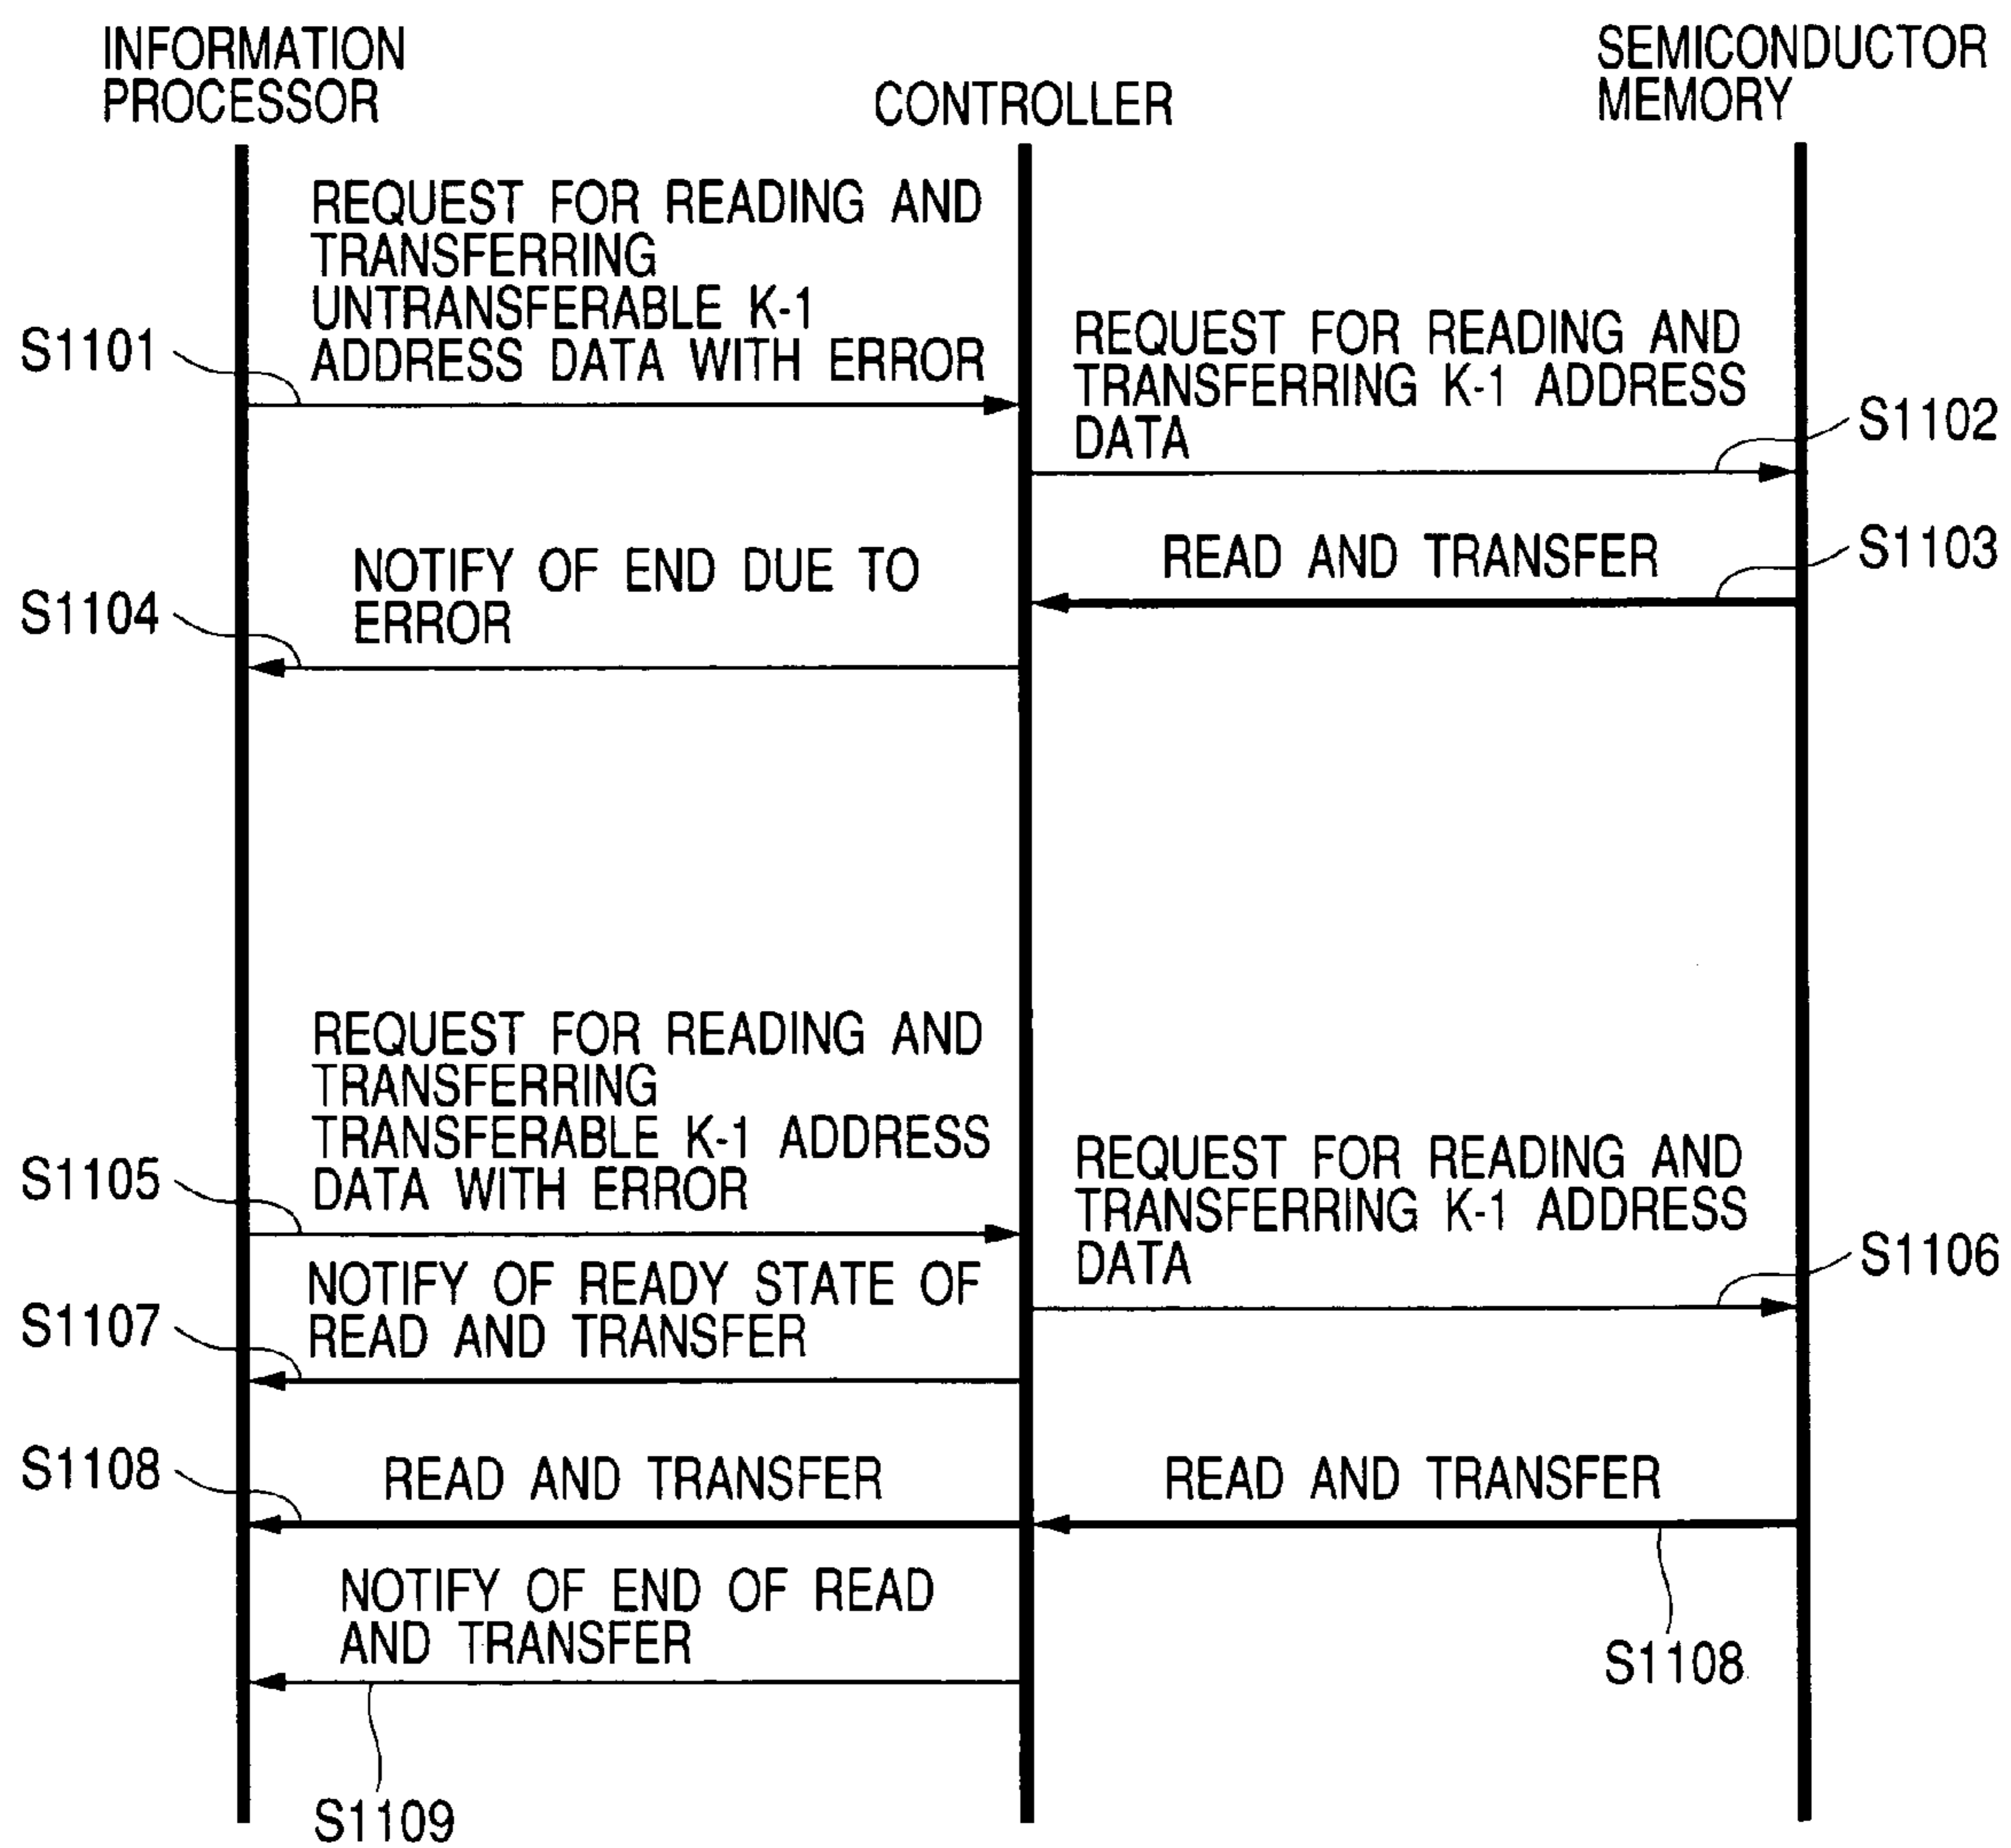 INFORMATION
PROCESSOR
CONTROLLER
SEMICONDUCTOR
MEMORY
REQUEST FOR READING AND
TRANSFERRING
UNTRANSFERABLE K-1
ADDRESS DATA WITH ERROR
S1101
REQUEST FOR READING AND
TRANSFERRING K-1 ADDRESS
DATA
S1102
READ AND TRANSFER
S1103
NOTIFY OF END DUE TO
ERROR
S1104
REQUEST FOR READING AND
TRANSFERRING
TRANSFERABLE K-1 ADDRESS
DATA WITH ERROR
S1105
REQUEST FOR READING AND
TRANSFERRING K-1 ADDRESS
DATA
S1106
NOTIFY OF READY STATE OF
READ AND TRANSFER
S1107
S1108
READ AND TRANSFER
READ AND TRANSFER
S1108
NOTIFY OF END OF READ
AND TRANSFER
S1109